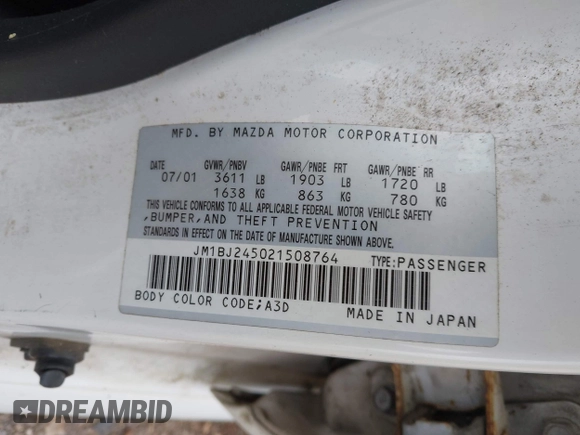 MFD. BY MAZDA MOTOR CORPORATION
DATE GVWR/PNBV GAWR/PNBE FRT GAWR/PNBE RR
07/01 3611 LB 1903 LB 1720 LB
1638 KG 863 KG 780 KG
THIS VEHICLE CONFORMS TO ALL APPLICABLE FEDERAL MOTOR VEHICLE SAFETY
,BUMPER,AND THEFT PREVENTION
STANDARDS IN EFFECT ON THE DATE OF MANUFACTURE SHOWN ABOVE.
JM1BJ245021508764 TYPE:PASSENGER
BODY COLOR CODE;A3D MADE IN JAPAN
DREAMBID